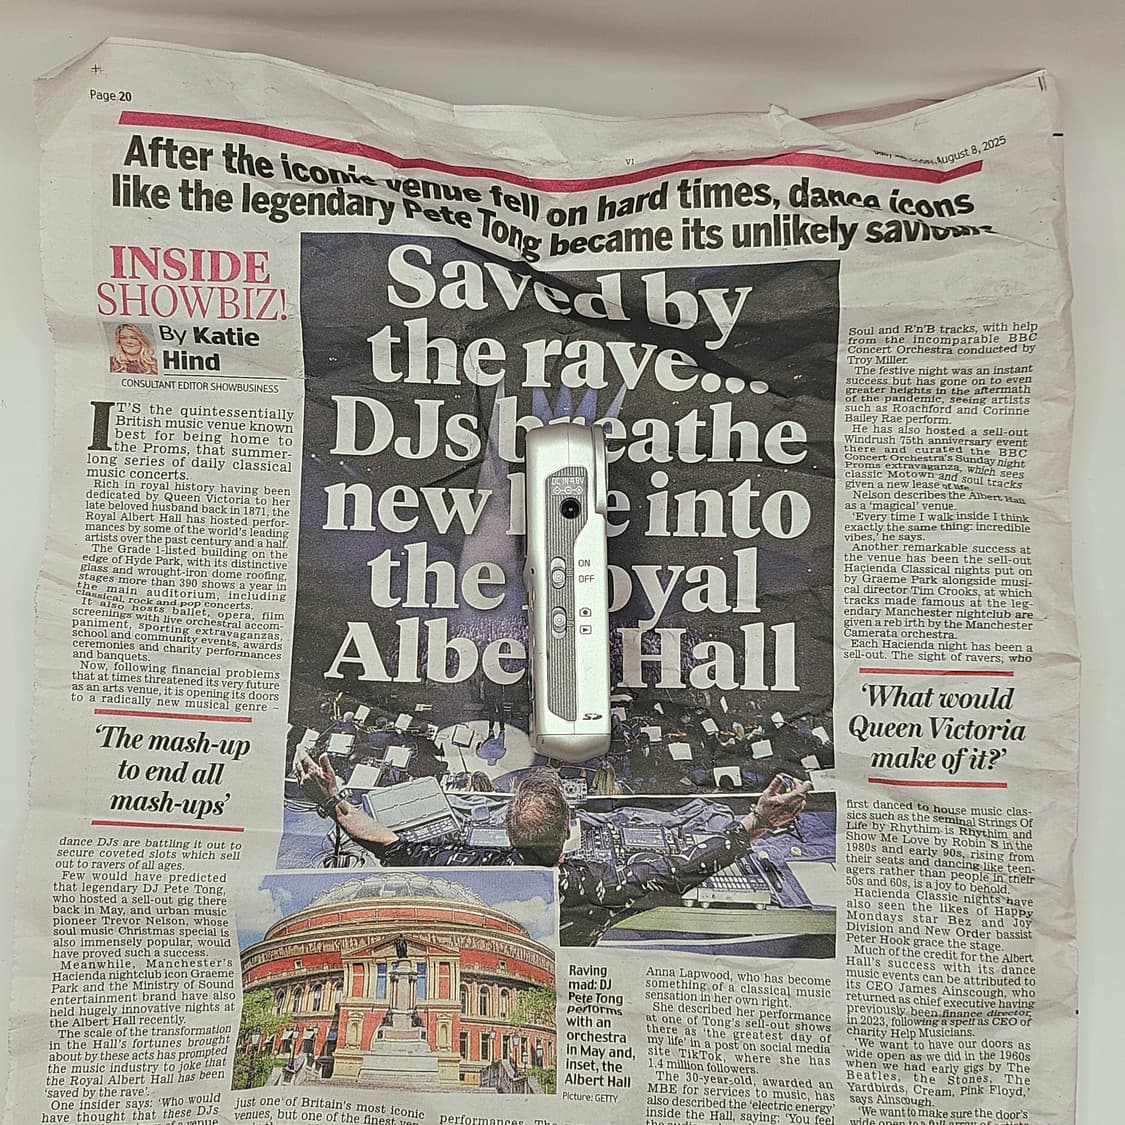 Page 20
V1
August 8, 2025
After the iconic venue fell on hard times, dance icons
like the legendary Pete Tong became its unlikely saviours
INSIDE
SHOWBIZ!
By Katie
Hind
CONSULTANT EDITOR SHOWBUSINESS
IT'S the quintessentially
British music venue known
best for being home to
the Proms, that summer-
long series of daily classical
music concerts.
Rich in royal history having been
dedicated by Queen Victoria to her
late beloved husband back in 1871, the
Royal Albert Hall has hosted perfor-
mances by some of the world's leading
artists over the past century and a half.
The Grade 1-listed building on the
edge of Hyde Park, with its distinctive
glass and wrought-iron dome roofing,
stages more than 390 shows a year in
the main auditorium, including
classical, rock and pop concerts.
It also hosts ballet, opera, film
screenings with live orchestral accom-
paniment, sporting extravaganzas,
school and community events, awards
ceremonies and charity performances
and banquets.
Now, following financial problems
that at times threatened its very future
as an arts venue, it is opening its doors
to a radically new musical genre –
'The mash-up
to end all
mash-ups'
dance DJs are battling it out to
secure coveted slots which sell
out to ravers of all ages.
Few would have predicted
that legendary DJ Pete Tong,
who hosted a sell-out gig there
back in May, and urban music
pioneer Trevor Nelson, whose
soul music Christmas special is
also immensely popular, would
have proved such a success.
Meanwhile, Manchester's
Hacienda nightclub icon Graeme
Park and the Ministry of Sound
entertainment brand have also
held hugely innovative nights at
the Albert Hall recently.
The scale of the transformation
in the Hall's fortunes brought
about by these acts has prompted
the music industry to joke that
the Royal Albert Hall has been
'saved by the rave'.
One insider says: 'Who would
have thought that these DJs
Saved by
the rave...
DJs breathe
new life into
the Royal
Albert Hall
DC IN 4.8V
ON
OFF
SD
Raving
mad: DJ
Pete Tong
performs
with an
orchestra
in May and,
inset, the
Albert Hall
Picture: GETTY
just one of Britain's most iconic
venues, but one of the finest
performances. The
Anna Lapwood, who has become
something of a classical music
sensation in her own right.
She described her performance
at one of Tong's sell-out shows
there as 'the greatest day of
my life' in a post on social media
site TikTok, where she has
1.4 million followers.
The 30-year-old, awarded an
MBE for services to music, has
also described the 'electric energy'
inside the Hall, saying: 'You feel
Soul and R'n'B tracks, with help
from the incomparable BBC
Concert Orchestra conducted by
Troy Miller.
The festive night was an instant
success but has gone on to even
greater heights in the aftermath
of the pandemic, seeing artists
such as Roachford and Corinne
Bailey Rae perform.
He has also hosted a sell-out
Windrush 75th anniversary event
there and curated the BBC
Concert Orchestra's Sunday night
Proms extravaganza, which sees
classic Motown and soul tracks
given a new lease of life.
Nelson describes the Albert Hall
as a 'magical' venue.
'Every time I walk inside I think
exactly the same thing: incredible
vibes,' he says.
Another remarkable success at
the venue has been the sell-out
Haçienda Classical nights put on
by Graeme Park alongside musi-
cal director Tim Crooks, at which
tracks made famous at the leg-
endary Manchester nightclub are
given a reb irth by the Manchester
Camerata orchestra.
Each Hacienda night has been a
sell-out. The sight of ravers, who
'What would
Queen Victoria
make of it?'
first danced to house music clas-
sics such as the seminal Strings Of
Life by Rhythim is Rhythim and
Show Me Love by Robin S in the
1980s and early 90s, rising from
their seats and dancing like teen-
agers rather than people in their
50s and 60s, is a joy to behold.
Hacienda Classic nights have
also seen the likes of Happy
Mondays star Bez and Joy
Division and New Order bassist
Peter Hook grace the stage.
Much of the credit for the Albert
Hall's success with its dance
music events can be attributed to
its CEO James Ainscough, who
returned as chief executive having
previously been finance director,
in 2023, following a spell as CEO of
charity Help Musicians.
'We want to have our doors as
wide open as we did in the 1960s
when we had early gigs by The
Beatles, the Stones, The
Yardbirds, Cream, Pink Floyd,'
says Ainscough.
'We want to make sure the door's
wide open to a full array of artists